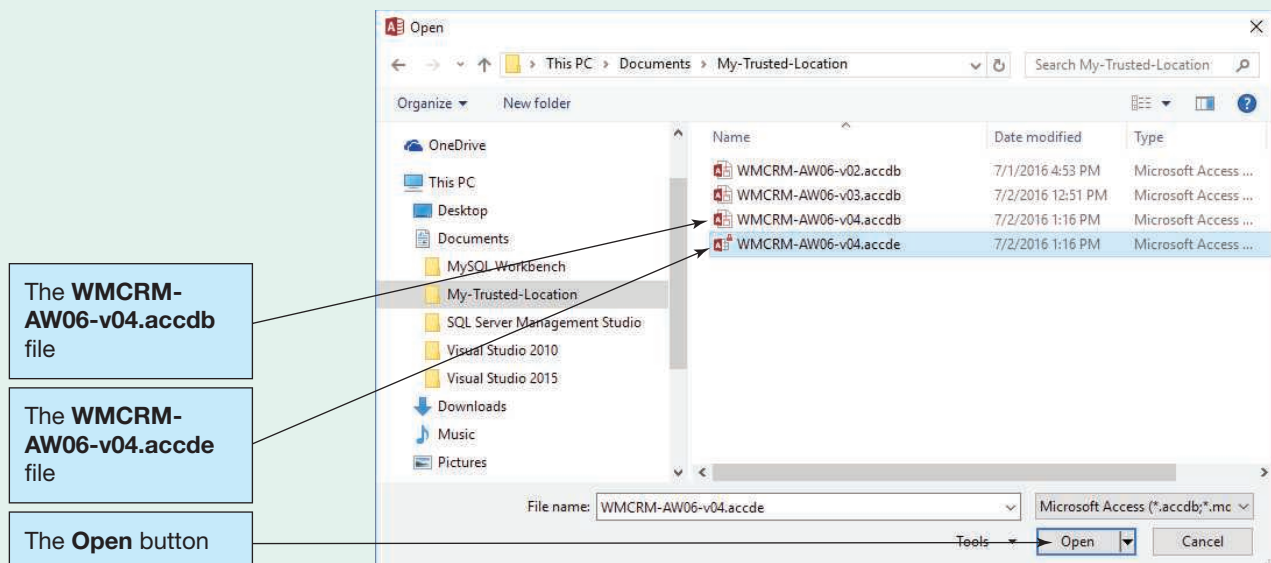 Open
This PC > Documents > My-Trusted-Location
Search My-Trusted-Location
Organize
New folder
OneDrive
This PC
Desktop
Documents
MySQL Workbench
My-Trusted-Location
SQL Server Management Studio
Visual Studio 2010
Visual Studio 2015
Downloads
Music
Pictures
Name Date modified Type
WMCRM-AW06-v02.accdb 7/1/2016 4:53 PM Microsoft Access ...
WMCRM-AW06-v03.accdb 7/2/2016 12:51 PM Microsoft Access ...
WMCRM-AW06-v04.accdb 7/2/2016 1:16 PM Microsoft Access ...
WMCRM-AW06-v04.accde 7/2/2016 1:16 PM Microsoft Access ...
File name: WMCRM-AW06-v04.accde
Microsoft Access (*.accdb;*.mc
Tools
Open
Cancel
The WMCRM-
AW06-v04.accdb
file
The WMCRM-
AW06-v04.accde
file
The Open button